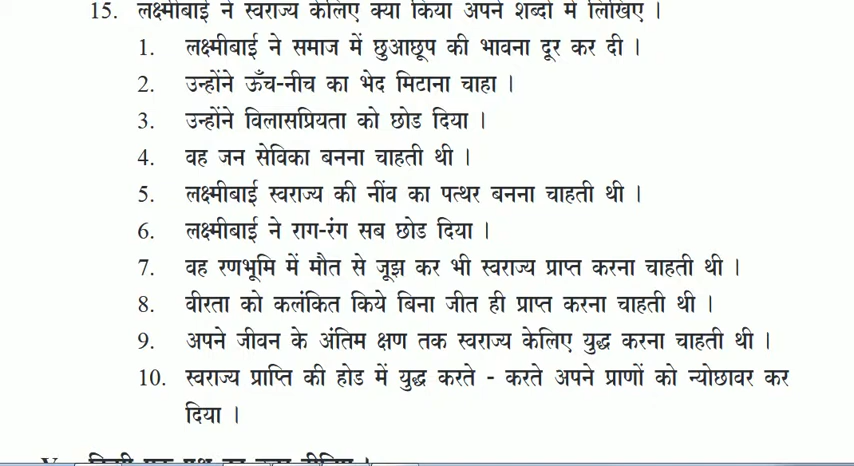 15. लक्ष्मीबाई ने स्वराज्य केलिए क्या किया अपने शब्दों में लिखिए ।
1. लक्ष्मीबाई ने समाज में छुआछूप की भावना दूर कर दी ।
2. उन्होंने ऊँच-नीच का भेद मिटाना चाहा ।
3. उन्होंने विलासप्रियता को छोड दिया ।
4. वह जन सेविका बनना चाहती थी ।
5. लक्ष्मीबाई स्वराज्य की नींव का पत्थर बनना चाहती थी ।
6. लक्ष्मीबाई ने राग-रंग सब छोड दिया ।
7. वह रणभूमि में मौत से जूझ कर भी स्वराज्य प्राप्त करना चाहती थी ।
8. वीरता को कलंकित किये बिना जीत ही प्राप्त करना चाहती थी ।
9. अपने जीवन के अंतिम क्षण तक स्वराज्य केलिए युद्ध करना चाहती थी ।
10. स्वराज्य प्राप्ति की होड में युद्ध करते - करते अपने प्राणों को न्योछावर कर
दिया ।